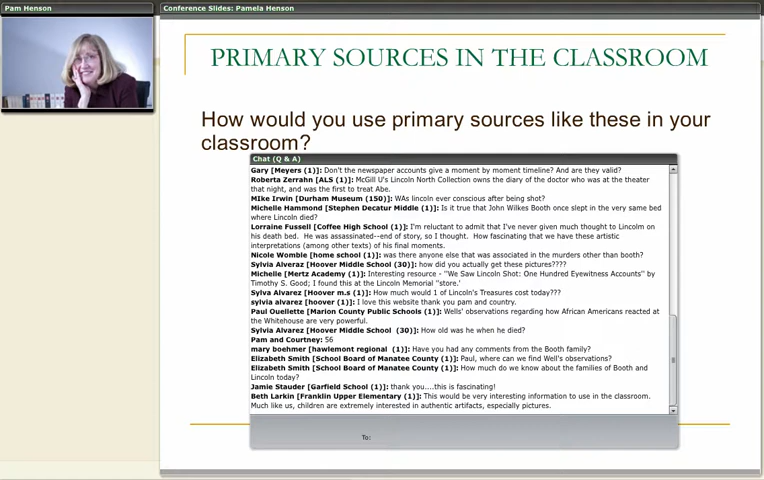 Pam Henson
Conference Slides: Pamela Henson
PRIMARY SOURCES IN THE CLASSROOM
How would you use primary sources like these in your
classroom?
Chat (Q & A)
Gary [Meyers (1)]: Don't the newspaper accounts give a moment by moment timeline? And are they valid?
Roberta Zerrahn [ALS (1)]: McGill U's Lincoln North Collection owns the diary of the doctor who was at the theater
that night, and was the first to treat Abe.
MIke Irwin [Durham Museum (150)]: WAs lincoln ever conscious after being shot?
Michelle Hammond [Stephen Decatur Middle (1)]: Is it true that John Wilkes Booth once slept in the very same bed
where Lincoln died?
Lorraine Fussell [Coffee High School (1)]: I'm reluctant to admit that I've never given much thought to Lincolm on
his death bed. He was assassinated--end of story, so I thought. How fascinating that we have these artistic
interpretations (among other texts) of his final moments.
Nicole Womble [home school (1)]: was there anyone else that was associated in the murders other than booth?
Sylvia Alveraz [Hoover Middle School (30)]: how did you actually get these pictures????
Michelle [Mertz Academy (1)]: Interesting resource - "We Saw Lincoln Shot: One Hundred Eyewitness Accounts" by
Timothy S. Good; I found this at the Lincoln Memorial "store.'
Sylva Alvarez [Hoover m.s (1)]: How much would 1 of Lincoln's Treasures cost today???
sylvia alvarez [hoover (1)]: I love this website thank you pam and country.
Paul Ouellette [Marion County Public Schools (1)]: Wells' observations regarding how African Americans reacted at
the Whitehouse are very powerful.
Sylvia Alvarez [Hoover Middle School (30)]: How old was he when he died?
Pam and Courtney: 56
mary boehmer [hawlemont regional (1)]: Have you had any comments from the Booth family?
Elizabeth Smith [School Board of Manatee County (1)]: Paul, where can we find Well's observations?
Elizabeth Smith [School Board of Manatee County (1)]: How much do we know about the families of Booth and
Lincoln today?
Jamie Stauder [Garfield School (1)]: thank you....this is fascinating!
Beth Larkin [Franklin Upper Elementary (1)]: This would be very interesting information to use in the classroom.
Much like us, children are extremely interested in authentic artifacts, especially pictures.
To: